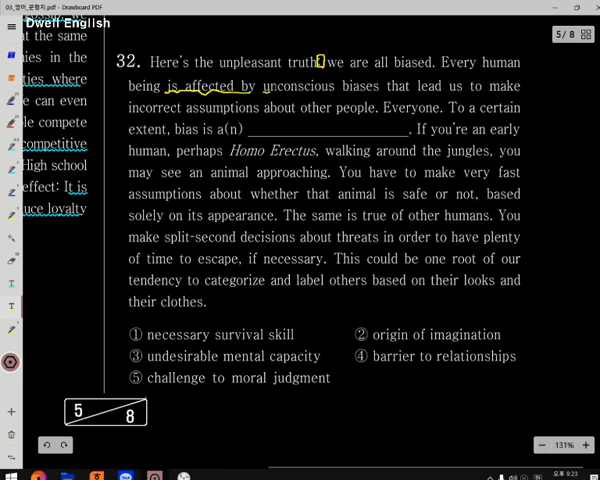 03_영어_문항지.pdf - Drawboard PDF
Dwell English
5 / 8
at the same
nies in the
ties where
e can even
le compete
competitive
High school
effect: It is
uce loyalty
32. Here's the unpleasant truth: we are all biased. Every human
being is affected by unconscious biases that lead us to make
incorrect assumptions about other people. Everyone. To a certain
extent, bias is a(n) ____________________. If you're an early
human, perhaps Homo Erectus, walking around the jungles, you
may see an animal approaching. You have to make very fast
assumptions about whether that animal is safe or not, based
solely on its appearance. The same is true of other humans. You
make split-second decisions about threats in order to have plenty
of time to escape, if necessary. This could be one root of our
tendency to categorize and label others based on their looks and
their clothes.
① necessary survival skill ② origin of imagination
③ undesirable mental capacity ④ barrier to relationships
⑤ challenge to moral judgment
5 8
131%
오후 9:23